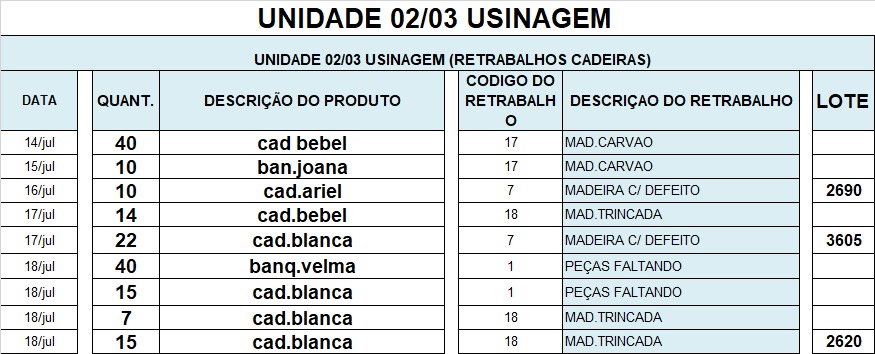 UNIDADE 02/03 USINAGEM
UNIDADE 02/03 USINAGEM (RETRABALHOS CADEIRAS)
DATA QUANT. DESCRIÇÃO DO PRODUTO CODIGO DO RETRABALHO DESCRIÇAO DO RETRABALHO LOTE
14/jul 40 cad bebel 17 MAD.CARVAO
15/jul 10 ban.joana 17 MAD.CARVAO
16/jul 10 cad.ariel 7 MADEIRA C/ DEFEITO 2690
17/jul 14 cad.bebel 18 MAD.TRINCADA
17/jul 22 cad.blanca 7 MADEIRA C/ DEFEITO 3605
18/jul 40 banq.velma 1 PEÇAS FALTANDO
18/jul 15 cad.blanca 1 PEÇAS FALTANDO
18/jul 7 cad.blanca 18 MAD.TRINCADA
18/jul 15 cad.blanca 18 MAD.TRINCADA 2620